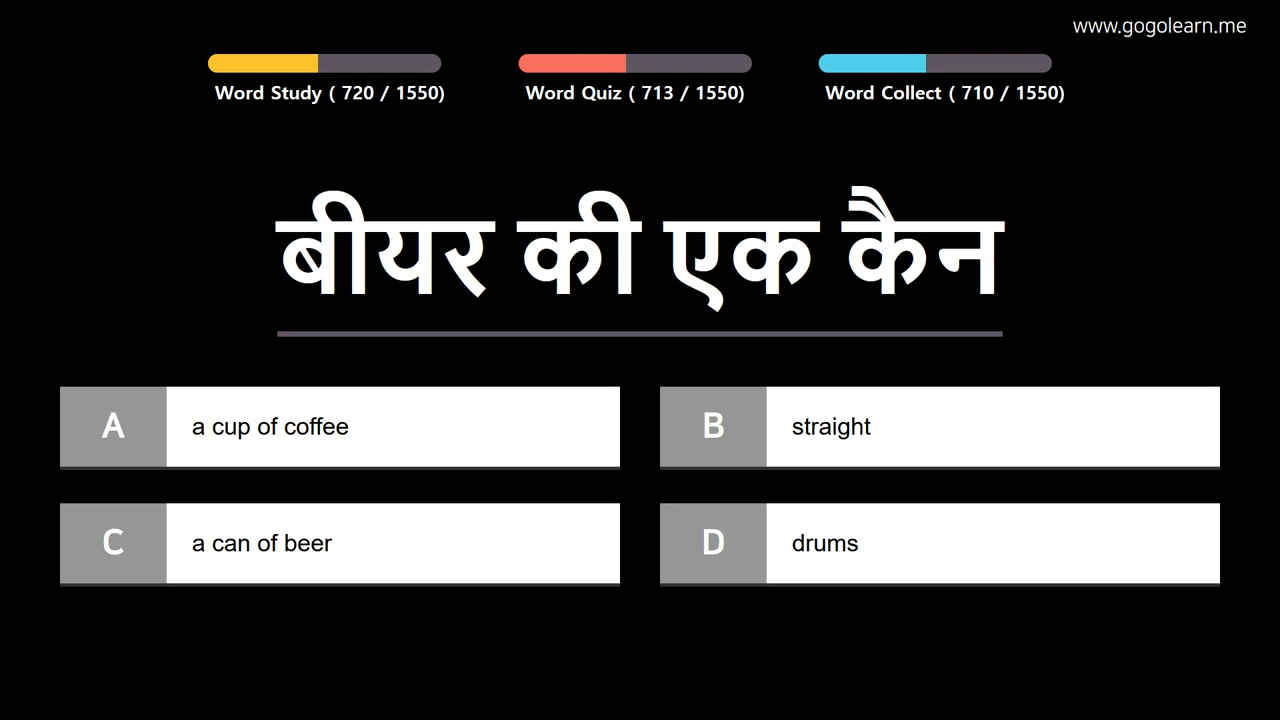 www.gogolearn.me
Word Study ( 720 / 1550)
Word Quiz ( 713 / 1550)
Word Collect ( 710 / 1550)
बीयर की एक कैन
A
a cup of coffee
B
straight
C
a can of beer
D
drums